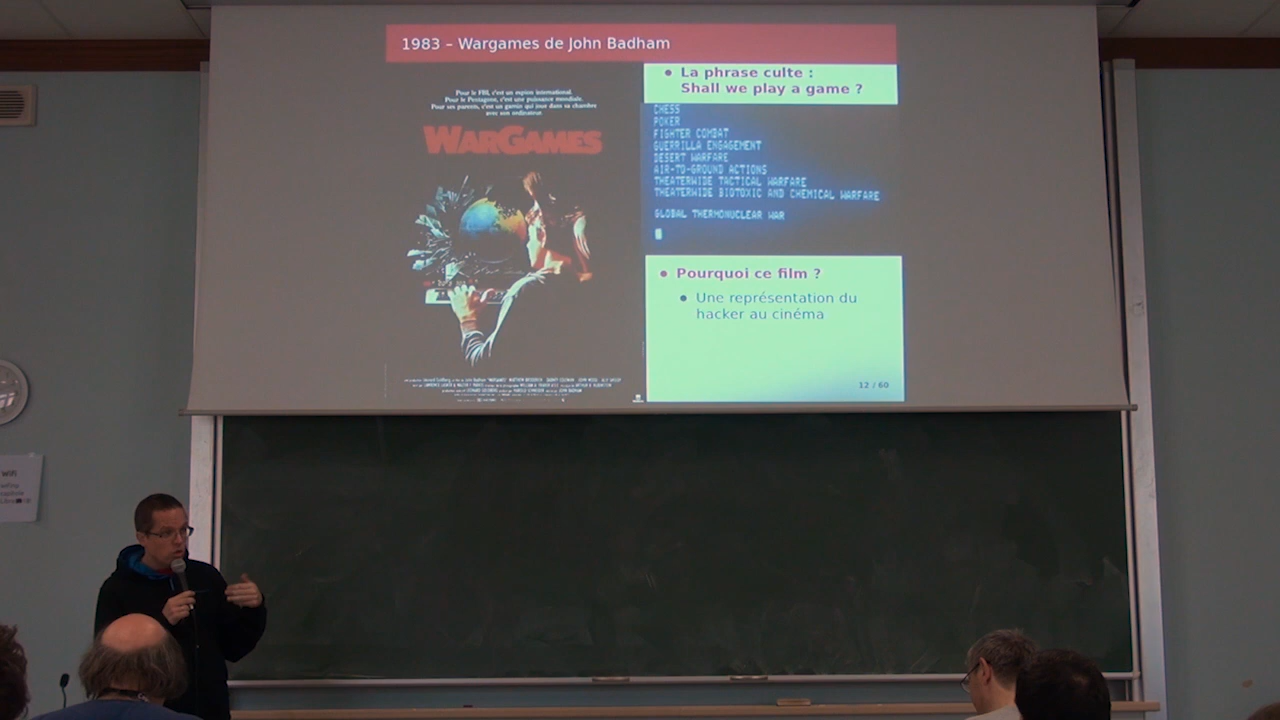 1983 – Wargames de John Badham
Pour le FBI, c'est un espion international.
Pour le Pentagone, c'est une puissance mondiale.
Pour ses parents, c'est un gamin qui joue dans sa chambre
avec son ordinateur.
WARGAMES
• La phrase culte :
Shall we play a game ?
CHESS
POKER
FIGHTER COMBAT
GUERRILLA ENGAGEMENT
DESERT WARFARE
AIR-TO-GROUND ACTIONS
THEATERWIDE TACTICAL WARFARE
THEATERWIDE BIOTOXIC AND CHEMICAL WARFARE
GLOBAL THERMONUCLEAR WAR
• Pourquoi ce film ?
• Une représentation du
hacker au cinéma
12 / 60
WiFi